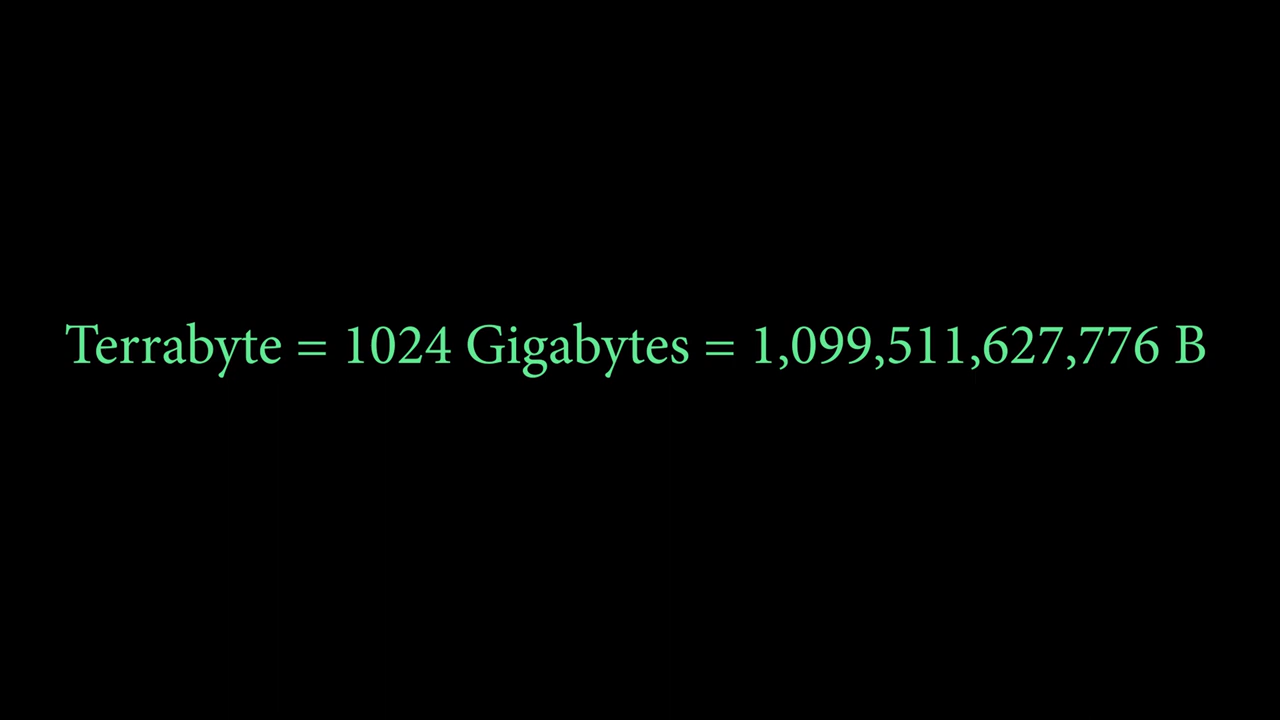 Terrabyte = 1024 Gigabytes = 1,099,511,627,776 B